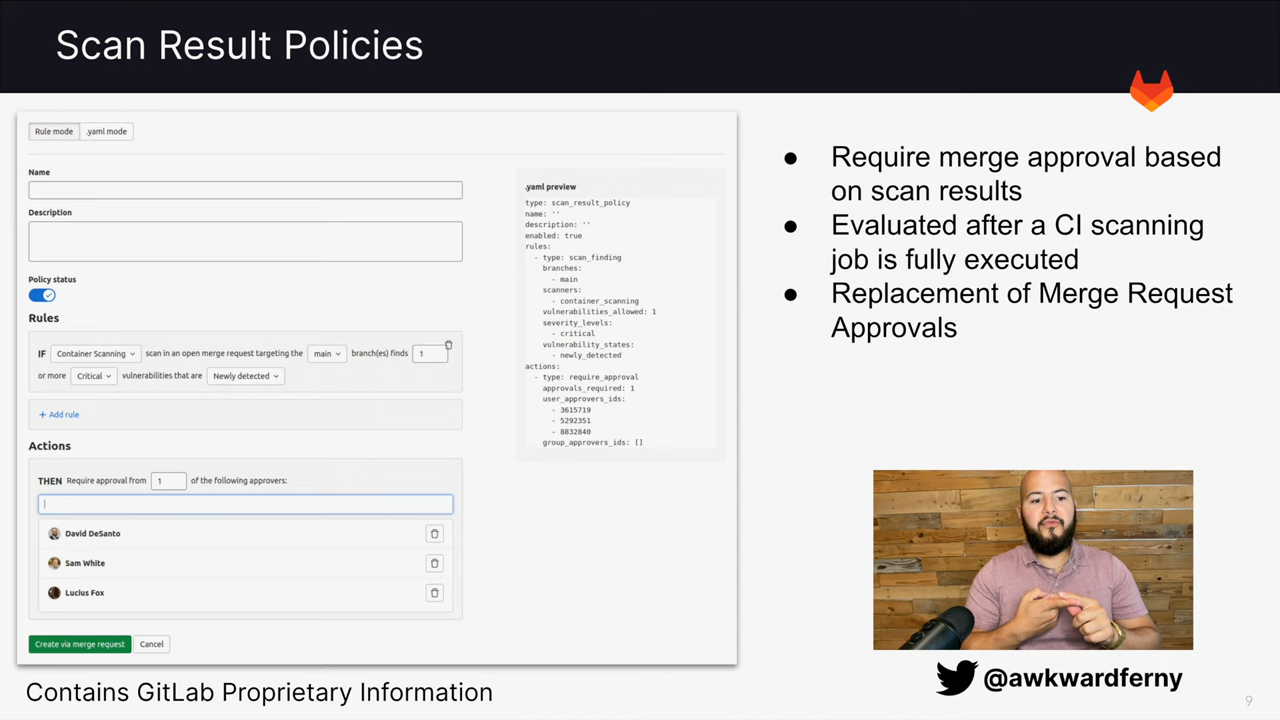 Scan Result Policies
Rule mode .yaml mode
Name
Description
Policy status
Rules
IF Container Scanning scan in an open merge request targeting the main branch(es) finds 1
or more Critical vulnerabilities that are Newly detected
+ Add rule
Actions
THEN Require approval from 1 of the following approvers:
David DeSanto
Sam White
Lucius Fox
Create via merge request Cancel
.yaml preview
type: scan_result_policy
name: ''
description: ''
enabled: true
rules:
- type: scan_finding
branches:
- main
scanners:
- container_scanning
vulnerabilities_allowed: 1
severity_levels:
- critical
vulnerability_states:
- newly_detected
actions:
- type: require_approval
approvals_required: 1
user_approvers_ids:
- 3615719
- 5292351
- 8832840
group_approvers_ids: []
● Require merge approval based
on scan results
● Evaluated after a CI scanning
job is fully executed
● Replacement of Merge Request
Approvals
@awkwardferny
Contains GitLab Proprietary Information
9